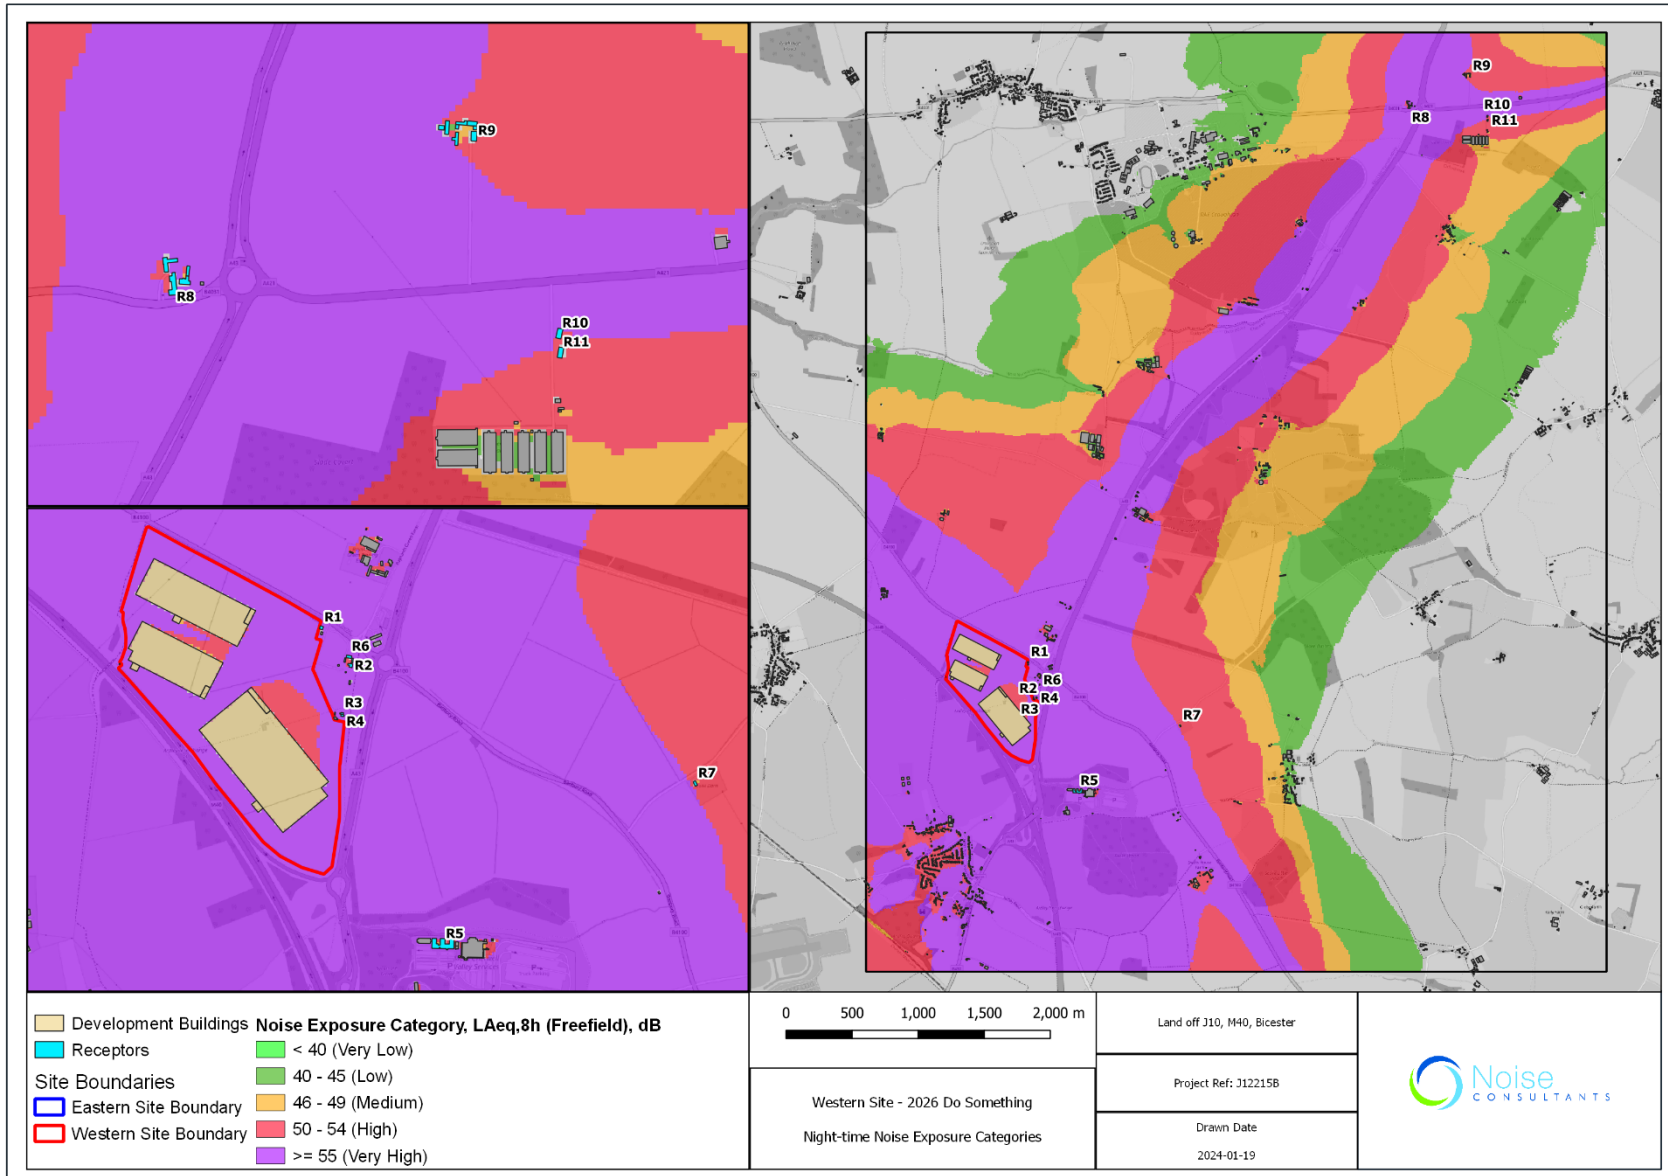 R9
R8
R10
R11
R1
R6
R2
R3
R4
R7
R5
R9
R10
R8
R11
R1
R6
R2
R4
R3
R7
R5
Development Buildings
Receptors
Site Boundaries
Eastern Site Boundary
Western Site Boundary
Noise Exposure Category, LAeq,8h (Freefield), dB
< 40 (Very Low)
40 - 45 (Low)
46 - 49 (Medium)
50 - 54 (High)
>= 55 (Very High)
0 500 1,000 1,500 2,000 m
Western Site - 2026 Do Something
Night-time Noise Exposure Categories
Land off J10, M40, Bicester
Project Ref: J12215B
Drawn Date
2024-01-19
Noise
CONSULTANTS